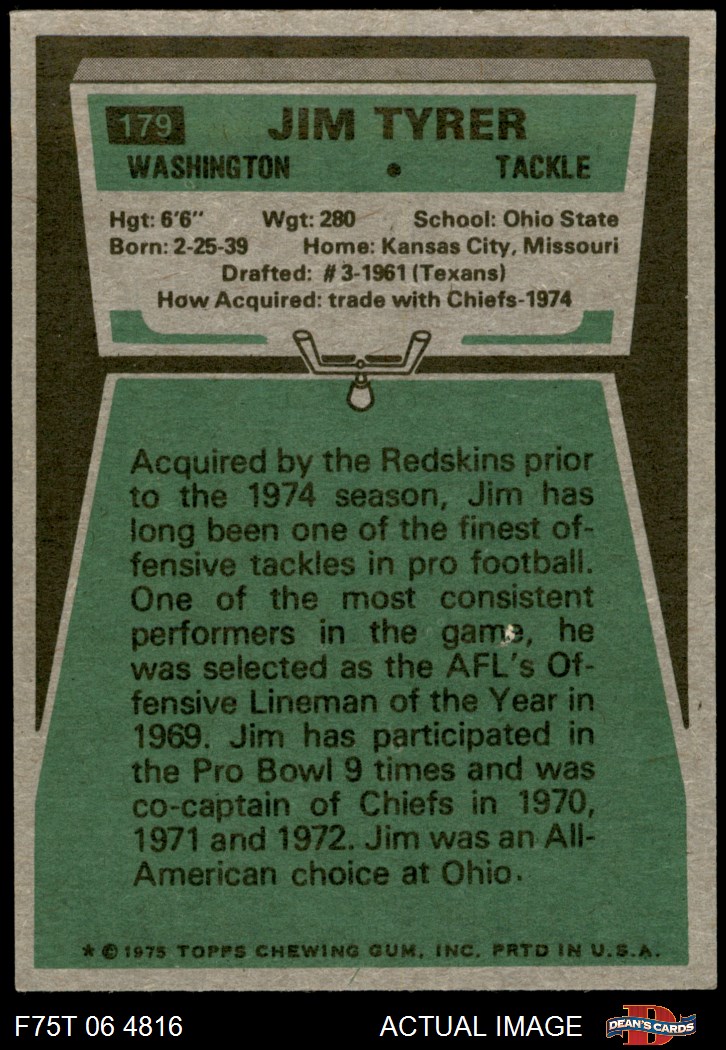 179 JIM TYRER
WASHINGTON • TACKLE
Hgt: 6'6" Wgt: 280 School: Ohio State
Born: 2-25-39 Home: Kansas City, Missouri
Drafted: #3-1961 (Texans)
How Acquired: trade with Chiefs-1974
Acquired by the Redskins prior
to the 1974 season, Jim has
long been one of the finest of-
fensive tackles in pro football.
One of the most consistent
performers in the game, he
was selected as the AFL's Of-
fensive Lineman of the Year in
1969. Jim has participated in
the Pro Bowl 9 times and was
co-captain of Chiefs in 1970,
1971 and 1972. Jim was an All-
American choice at Ohio.
* © 1975 TOPPS CHEWING GUM, INC. PRTD IN U.S.A.
F75T 06 4816 ACTUAL IMAGE DEAN'S CARDS